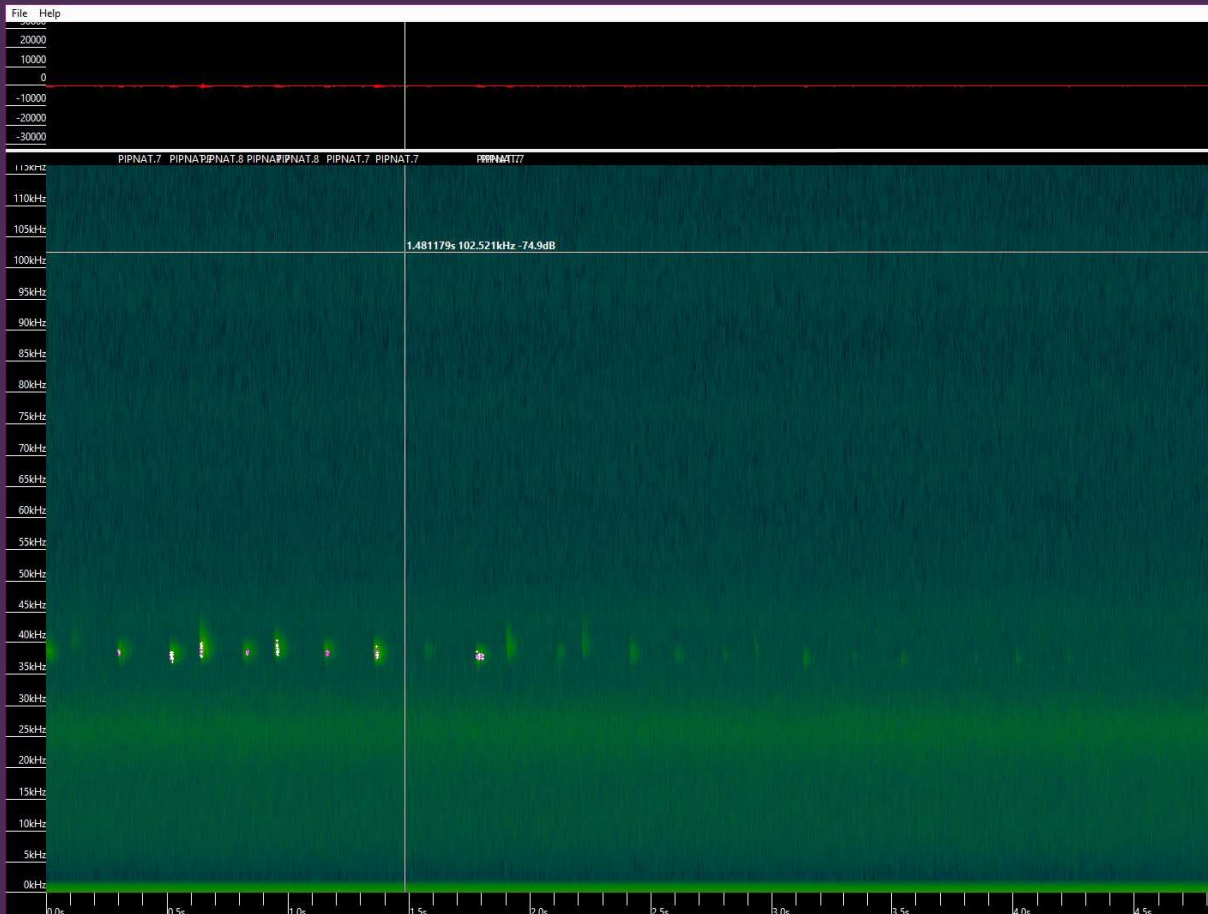 File Help
30000
20000
10000
0
-10000
-20000
-30000
PIPNAT.7 PIPNAT.8 PIPNAT.8 PIPNAT.7 PIPNAT.7
115kHz
110kHz
105kHz
1.481179s 102.521kHz -74.9dB
100kHz
95kHz
90kHz
85kHz
80kHz
75kHz
70kHz
65kHz
60kHz
55kHz
50kHz
45kHz
40kHz
35kHz
30kHz
25kHz
20kHz
15kHz
10kHz
5kHz
0kHz
0.0s 0.5s 1.0s 1.5s 2.0s 2.5s 3.0s 3.5s 4.0s 4.5s